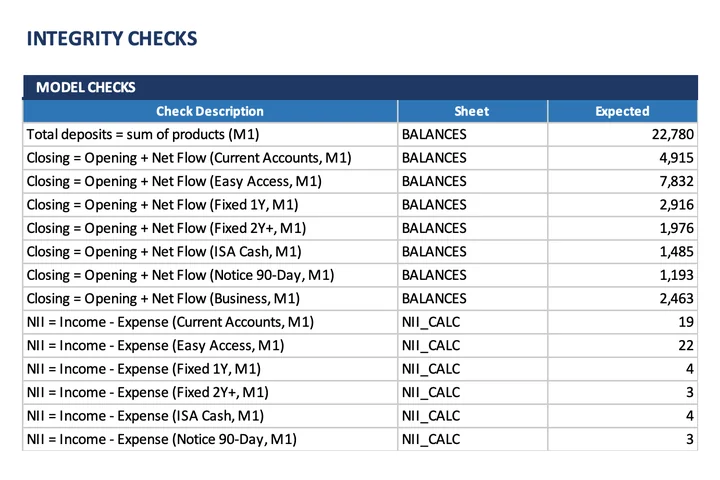 INTEGRITY CHECKS
MODEL CHECKS
Check Description Sheet Expected
Total deposits = sum of products (M1) BALANCES 22,780
Closing = Opening + Net Flow (Current Accounts, M1) BALANCES 4,915
Closing = Opening + Net Flow (Easy Access, M1) BALANCES 7,832
Closing = Opening + Net Flow (Fixed 1Y, M1) BALANCES 2,916
Closing = Opening + Net Flow (Fixed 2Y+, M1) BALANCES 1,976
Closing = Opening + Net Flow (ISA Cash, M1) BALANCES 1,485
Closing = Opening + Net Flow (Notice 90-Day, M1) BALANCES 1,193
Closing = Opening + Net Flow (Business, M1) BALANCES 2,463
NII = Income - Expense (Current Accounts, M1) NII_CALC 19
NII = Income - Expense (Easy Access, M1) NII_CALC 22
NII = Income - Expense (Fixed 1Y, M1) NII_CALC 4
NII = Income - Expense (Fixed 2Y+, M1) NII_CALC 3
NII = Income - Expense (ISA Cash, M1) NII_CALC 4
NII = Income - Expense (Notice 90-Day, M1) NII_CALC 3